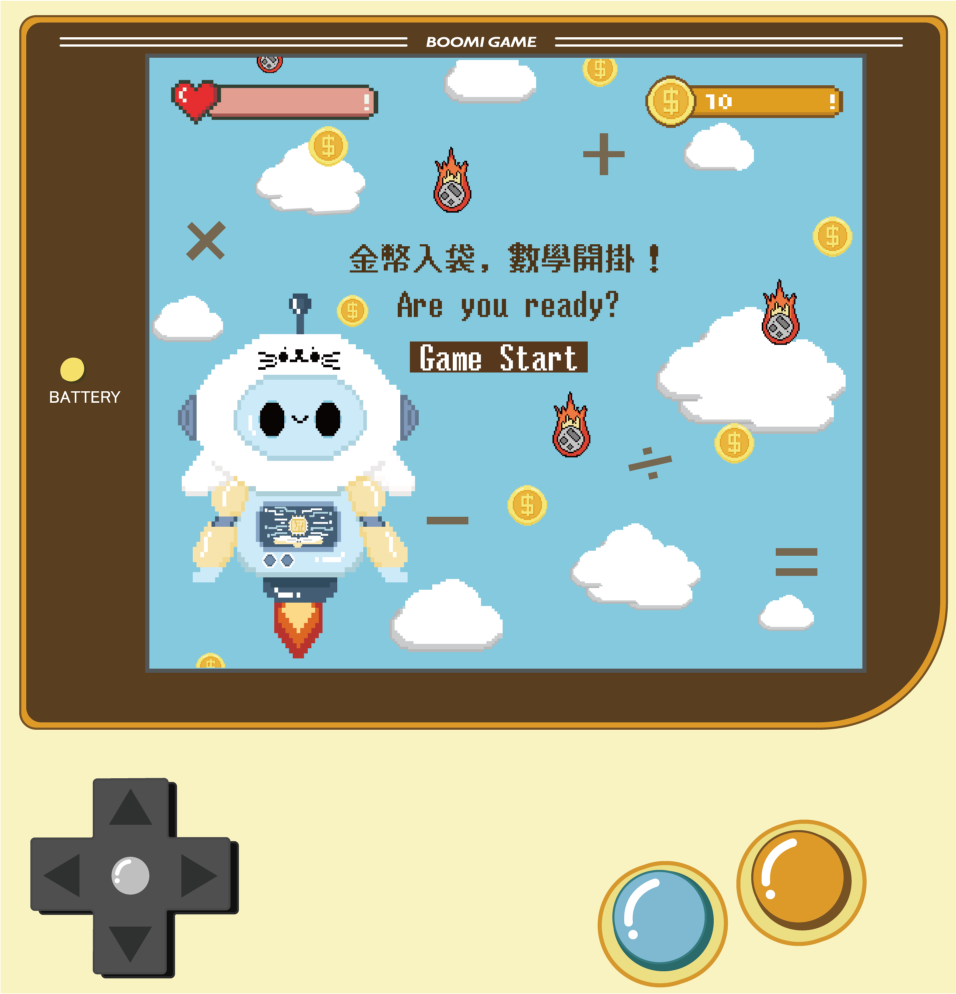 BOOMI GAME
!
10 !
金幣入袋，數學開掛！
Are you ready?
Game Start
BATTERY